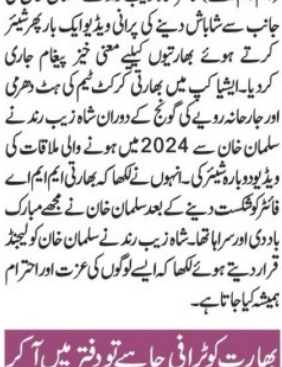 جانب سے شاباش دینے کی پرانی ویڈیو ایک بار پھر شیئر
کرتے ہوئے بھارتیوں کیلیے معنی خیز پیغام جاری
کردیا۔ایشیا کپ میں بھارتی کرکٹ ٹیم کی ہٹ دھرمی
اور جارحانہ رویے کی گونج کے دوران شاہ زیب رند نے
سلمان خان سے 2024 میں ہونے والی ملاقات کی
ویڈیو دوبارہ شیئر کی۔انہوں نے لکھا کہ بھارتی ایم ایم اے
فائٹر کو شکست دینے کے بعد سلمان خان نے مجھے مبارک
باد دی اور سراہا تھا۔شاہ زیب رند نے سلمان خان کو لیجنڈ
قرار دیتے ہوئے لکھا کہ ایسے لوگوں کی عزت اور احترام
ہمیشہ کیا جاتا ہے۔
بھارت کو ٹرافی چاہیے تو دفتر میں آ کر